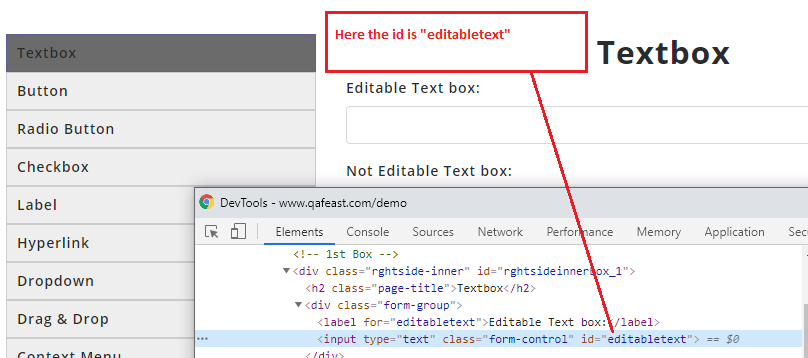 Here the id is "editabletext"
Textbox
Textbox
Button
Radio Button
Checkbox
Label
Hyperlink
Dropdown
Drag & Drop
Context Menu
Editable Text box:
Not Editable Text box:
DevTools - www.qafeast.com/demo
Elements Console Sources Network Performance Memory Application Sec
<!-- 1st Box -->
▼<div class="rghtside-inner" id="rghtsideinnerbox_1">
<h2 class="page-title">Textbox</h2>
▼<div class="form-group">
<label for="editabletext">Editable Text box:</label>
… <input type="text" class="form-control" id="editabletext"> == $0
</div>